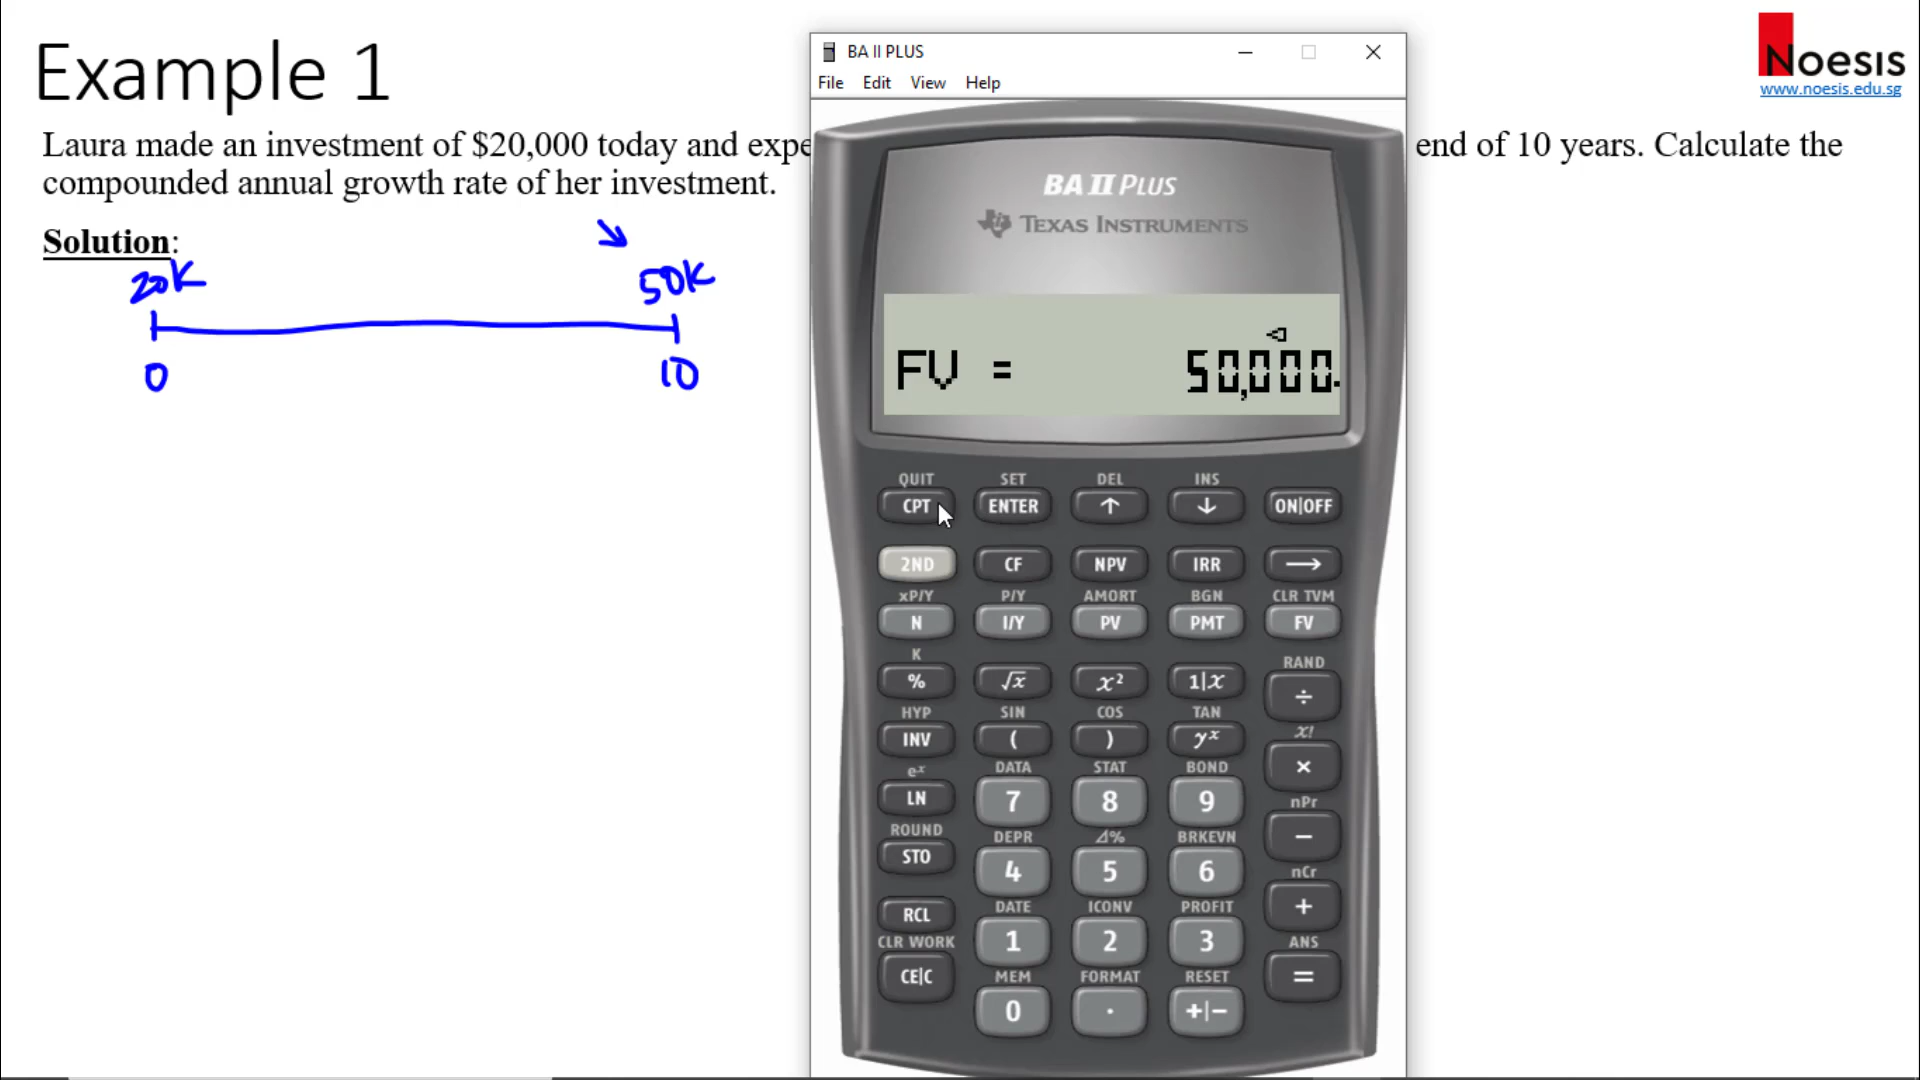 Example 1
Noesis
www.noesis.edu.sg
Laura made an investment of $20,000 today and expe end of 10 years. Calculate the
compounded annual growth rate of her investment.
Solution:
20K 50K
0 10
BA II PLUS
File Edit View Help
BA II PLUS
TEXAS INSTRUMENTS
FV = 50,000.
QUIT SET DEL INS
CPT ENTER ↑ ↓ ON|OFF
2ND CF NPV IRR →
xP/Y P/Y AMORT BGN CLR TVM
N I/Y PV PMT FV
K RAND
% √x x² 1|x ÷
HYP SIN COS TAN x!
INV ( ) yˣ ×
eˣ DATA STAT BOND
LN 7 8 9
nPr
ROUND DEPR Δ% BRKEVN
−
STO 4 5 6
nCr
DATE ICONV PROFIT
RCL +
CLR WORK ANS
1 2 3
MEM FORMAT RESET
CE|C =
0 . +|−